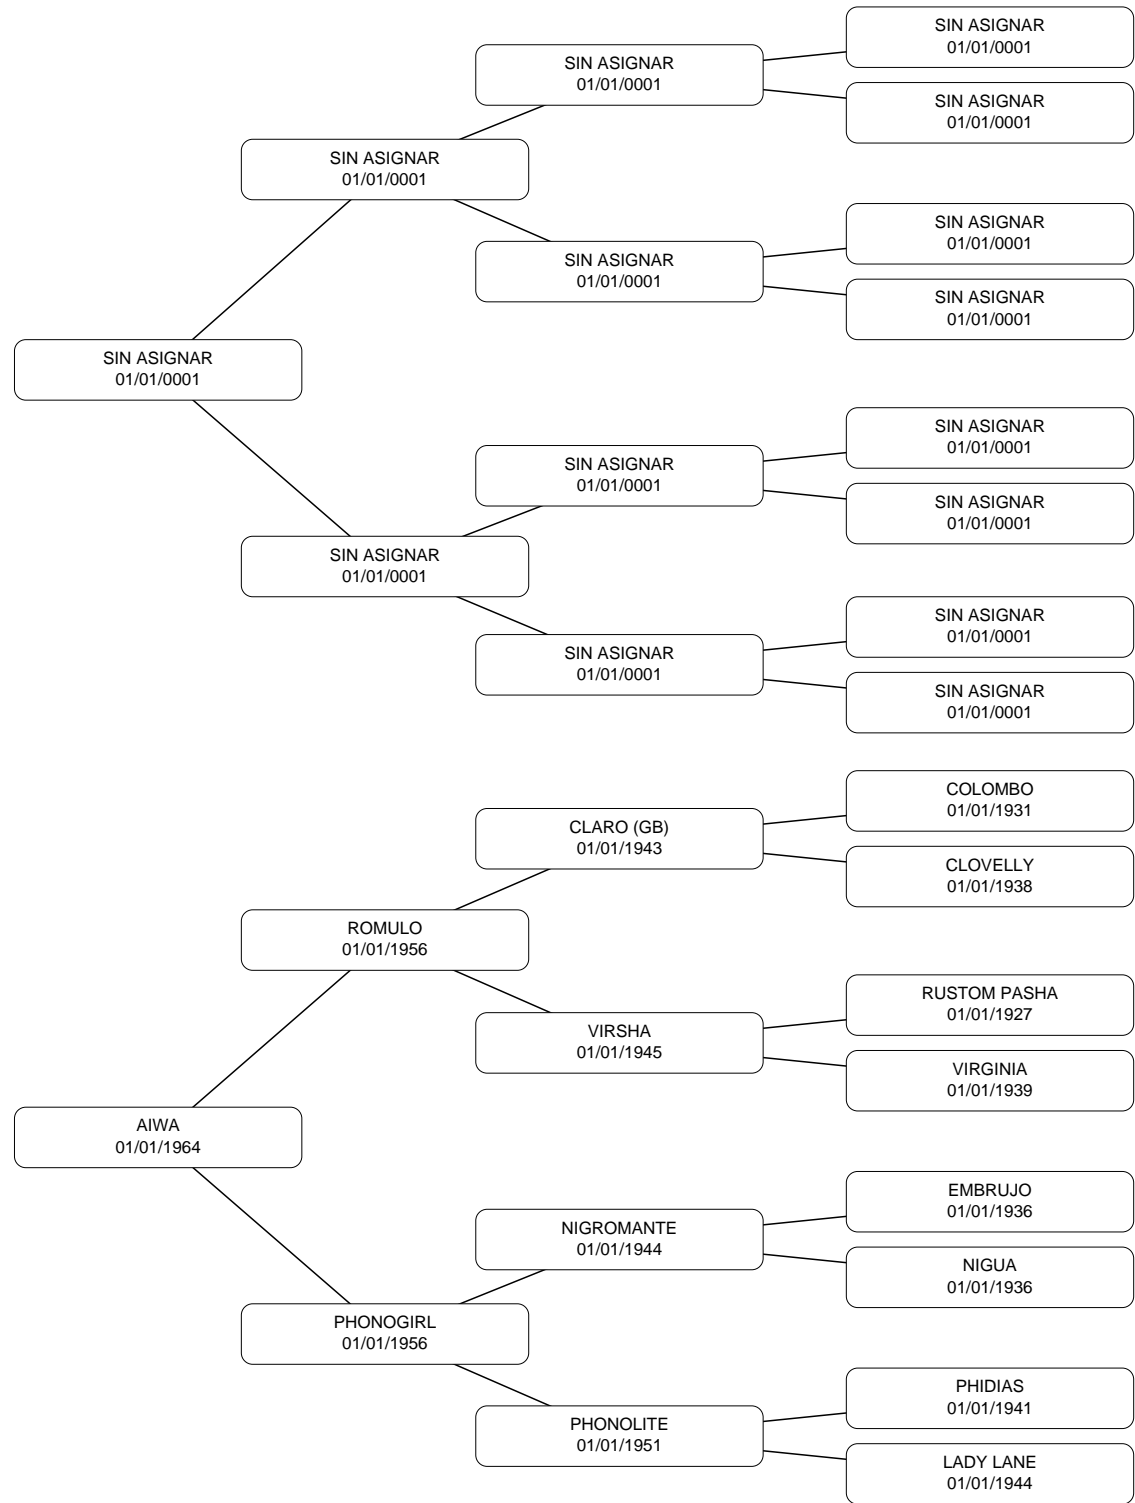 SIN ASIGNAR
01/01/0001
SIN ASIGNAR
01/01/0001
SIN ASIGNAR
01/01/0001
SIN ASIGNAR
01/01/0001
SIN ASIGNAR
01/01/0001
SIN ASIGNAR
01/01/0001
SIN ASIGNAR
01/01/0001
SIN ASIGNAR
01/01/0001
SIN ASIGNAR
01/01/0001
SIN ASIGNAR
01/01/0001
SIN ASIGNAR
01/01/0001
SIN ASIGNAR
01/01/0001
SIN ASIGNAR
01/01/0001
SIN ASIGNAR
01/01/0001
SIN ASIGNAR
01/01/0001
COLOMBO
01/01/1931
CLARO (GB)
01/01/1943
CLOVELLY
01/01/1938
ROMULO
01/01/1956
RUSTOM PASHA
01/01/1927
VIRSHA
01/01/1945
VIRGINIA
01/01/1939
AIWA
01/01/1964
EMBRUJO
01/01/1936
NIGROMANTE
01/01/1944
NIGUA
01/01/1936
PHONOGIRL
01/01/1956
PHIDIAS
01/01/1941
PHONOLITE
01/01/1951
LADY LANE
01/01/1944